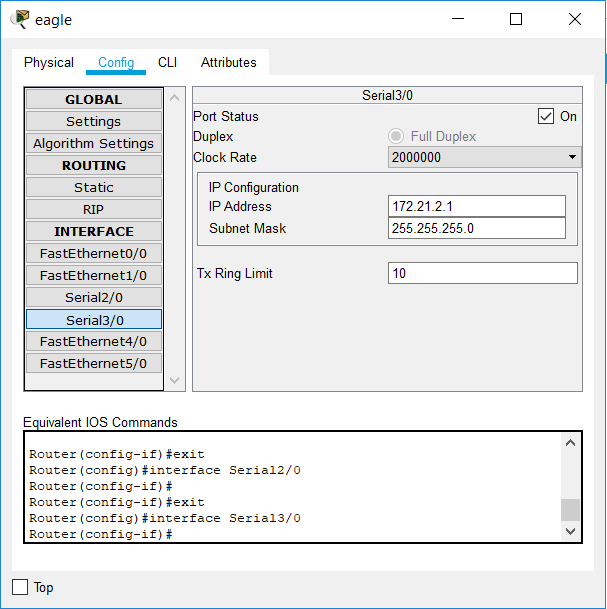 eagle
Physical Config CLI Attributes
GLOBAL
Settings
Algorithm Settings
ROUTING
Static
RIP
INTERFACE
FastEthernet0/0
FastEthernet1/0
Serial2/0
Serial3/0
FastEthernet4/0
FastEthernet5/0
Serial3/0
Port Status On
Duplex Full Duplex
Clock Rate 2000000
IP Configuration
IP Address 172.21.2.1
Subnet Mask 255.255.255.0
Tx Ring Limit 10
Equivalent IOS Commands
Router(config-if)#exit
Router(config)#interface Serial2/0
Router(config-if)#
Router(config-if)#exit
Router(config)#interface Serial3/0
Router(config-if)#
Top